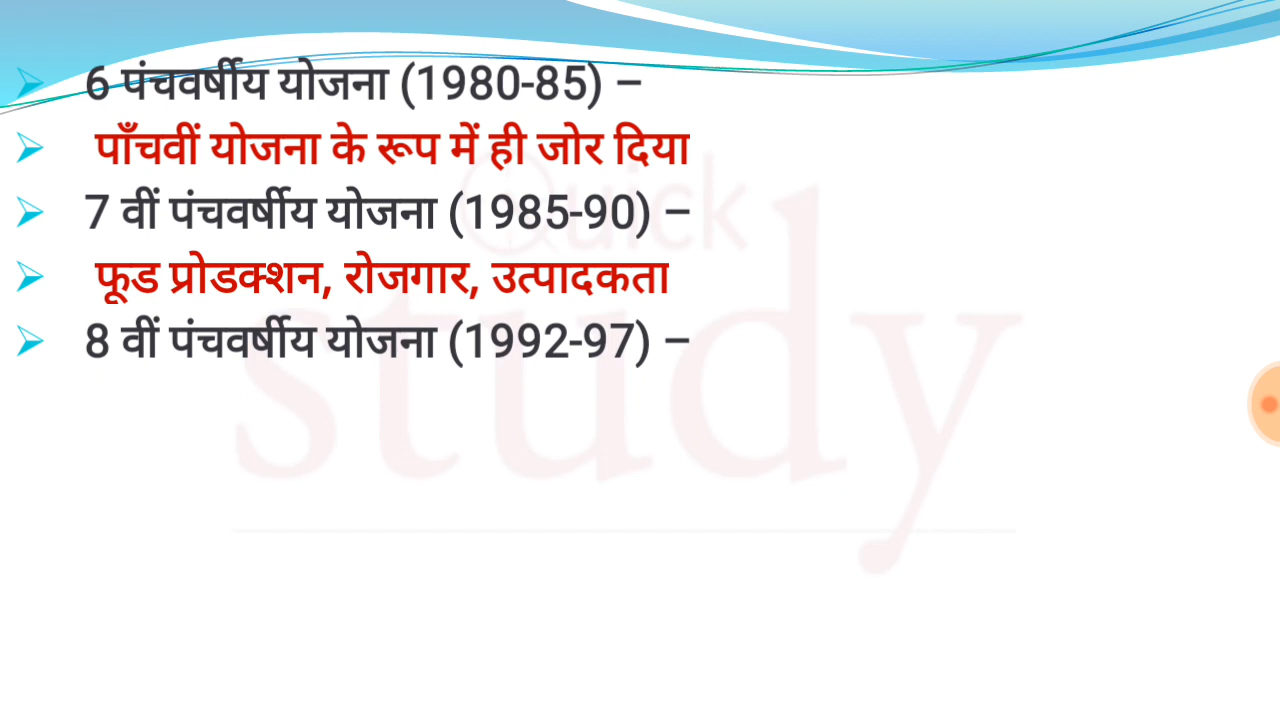 6 पंचवर्षीय योजना (1980-85) –
पाँचवीं योजना के रूप में ही जोर दिया
7 वीं पंचवर्षीय योजना (1985-90) –
फूड प्रोडक्शन, रोजगार, उत्पादकता
8 वीं पंचवर्षीय योजना (1992-97) –
Quick
study